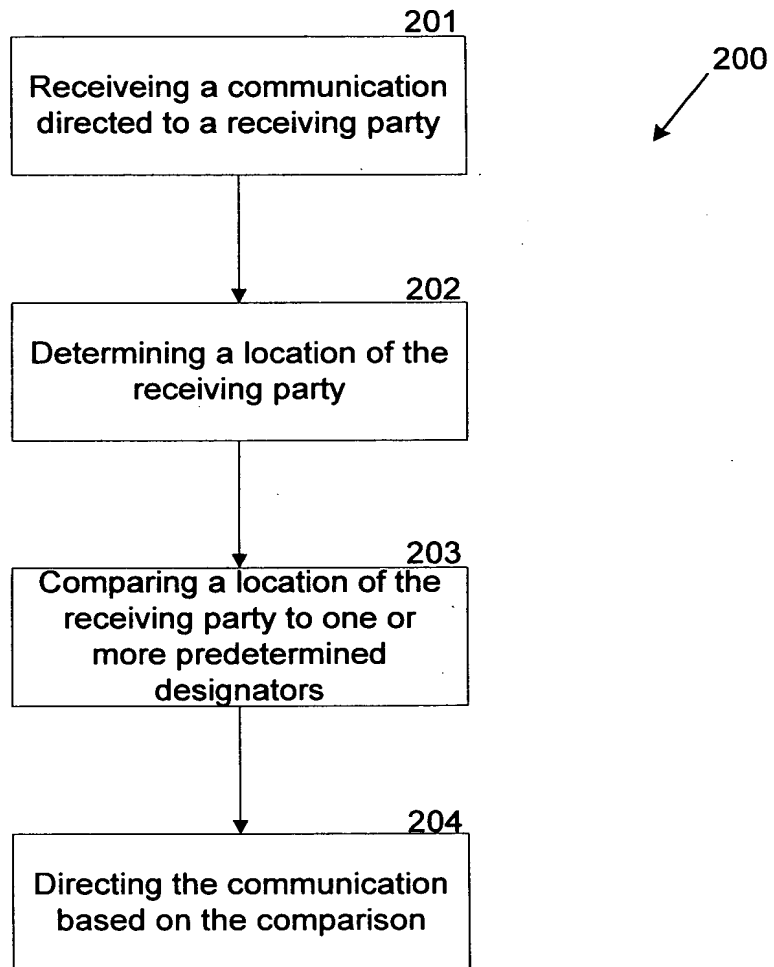 201
200
Receiveing a communication
directed to a receiving party
202
Determining a location of the
receiving party
203
Comparing a location of the
receiving party to one or
more predetermined
designators
204
Directing the communication
based on the comparison